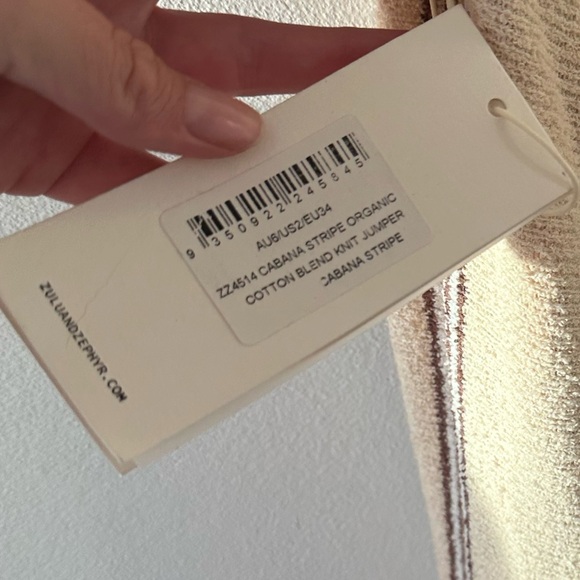 9 350922 245845
AU6/US2/EU34
ZZ4514 CABANA STRIPE ORGANIC
COTTON BLEND KNIT JUMPER
CABANA STRIPE
ZULUANDZEPHYR.COM